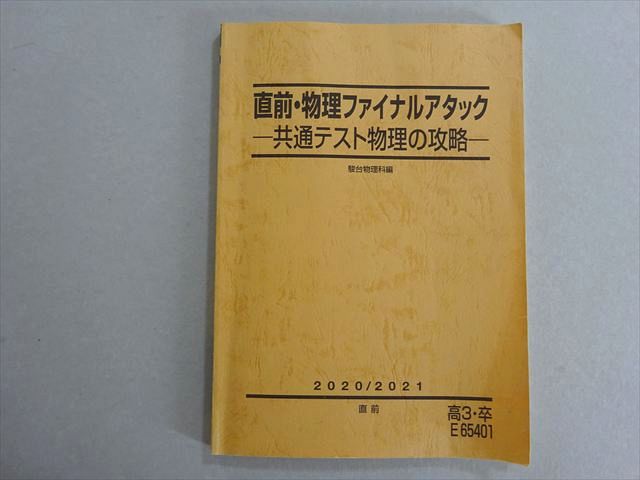 直前・物理ファイナルアタック
―共通テスト物理の攻略―
駿台物理科編
2020/2021
直前
高3・卒
E65401